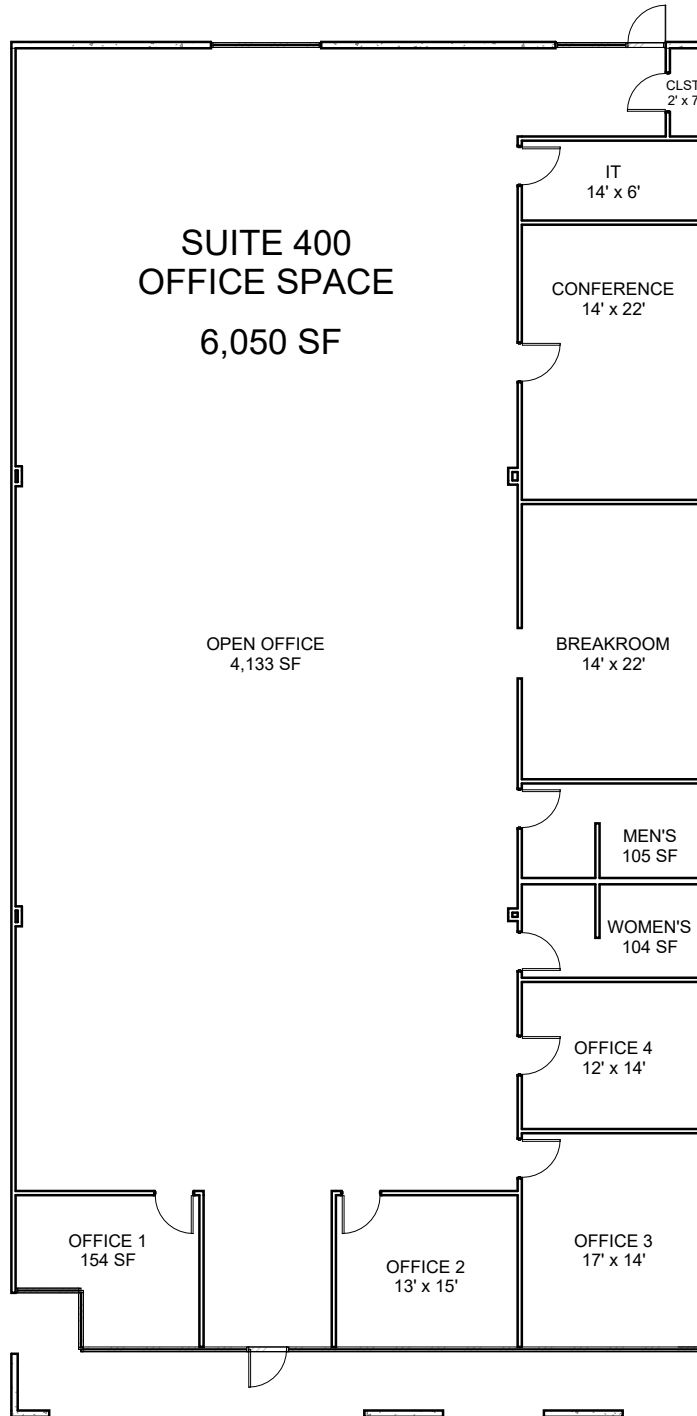 CLST
2' x 7
IT
14' x 6'
SUITE 400
OFFICE SPACE
6,050 SF
CONFERENCE
14' x 22'
OPEN OFFICE
4,133 SF
BREAKROOM
14' x 22'
MEN'S
105 SF
WOMEN'S
104 SF
OFFICE 4
12' x 14'
OFFICE 1
154 SF
OFFICE 2
13' x 15'
OFFICE 3
17' x 14'